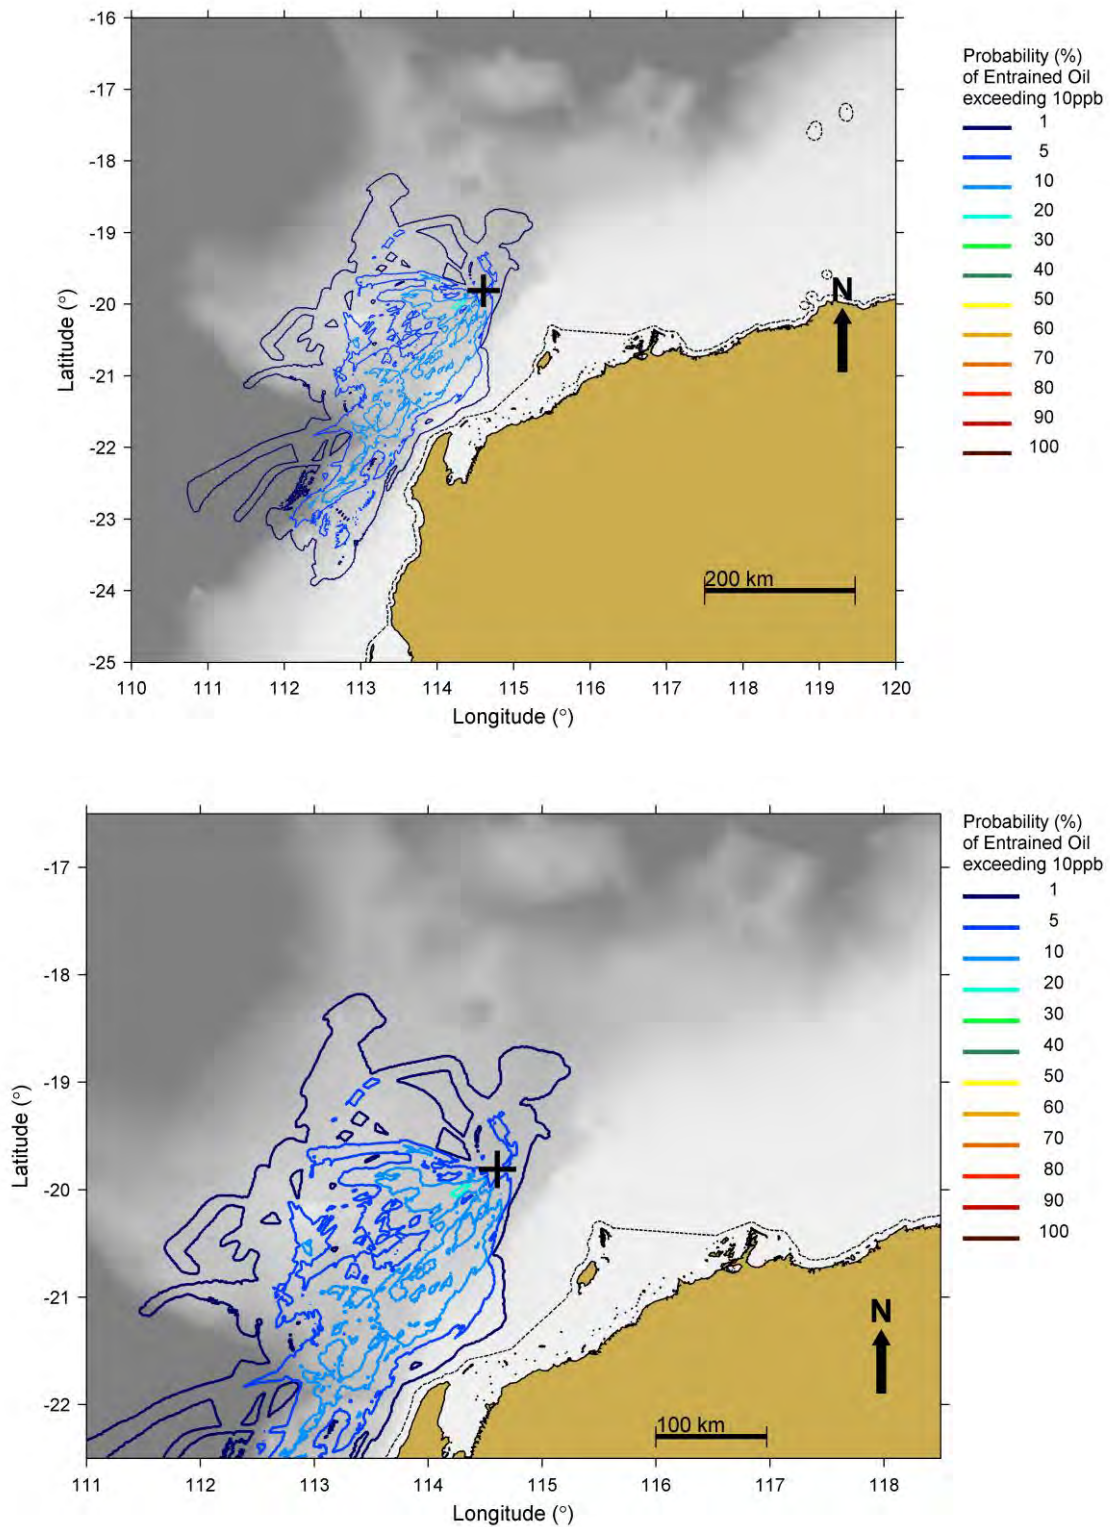 -16
-17
-18
-19
-20
-21
-22
-23
-24
-25
Latitude (°)
110 111 112 113 114 115 116 117 118 119 120
Longitude (°)
N
200 km
Probability (%)
of Entrained Oil
exceeding 10ppb
1
5
10
20
30
40
50
60
70
80
90
100
-17
-18
-19
-20
-21
-22
Latitude (°)
111 112 113 114 115 116 117 118
Longitude (°)
N
100 km
Probability (%)
of Entrained Oil
exceeding 10ppb
1
5
10
20
30
40
50
60
70
80
90
100